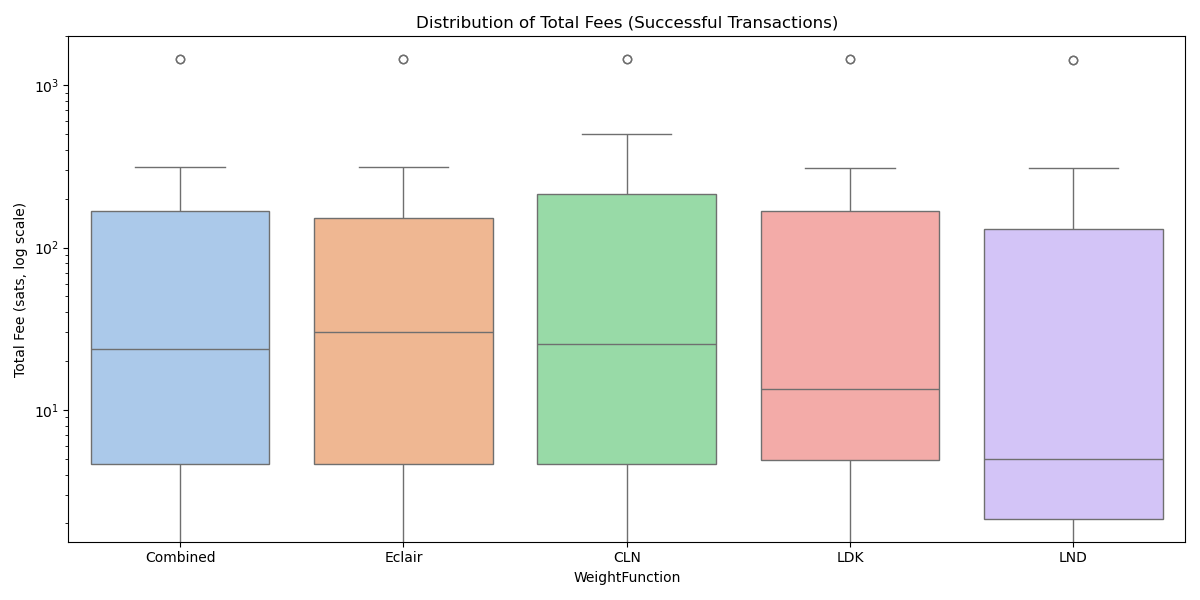 Distribution of Total Fees (Successful Transactions)
Total Fee (sats, log scale)
10³
10²
10¹
Combined
Eclair
CLN
LDK
LND
WeightFunction